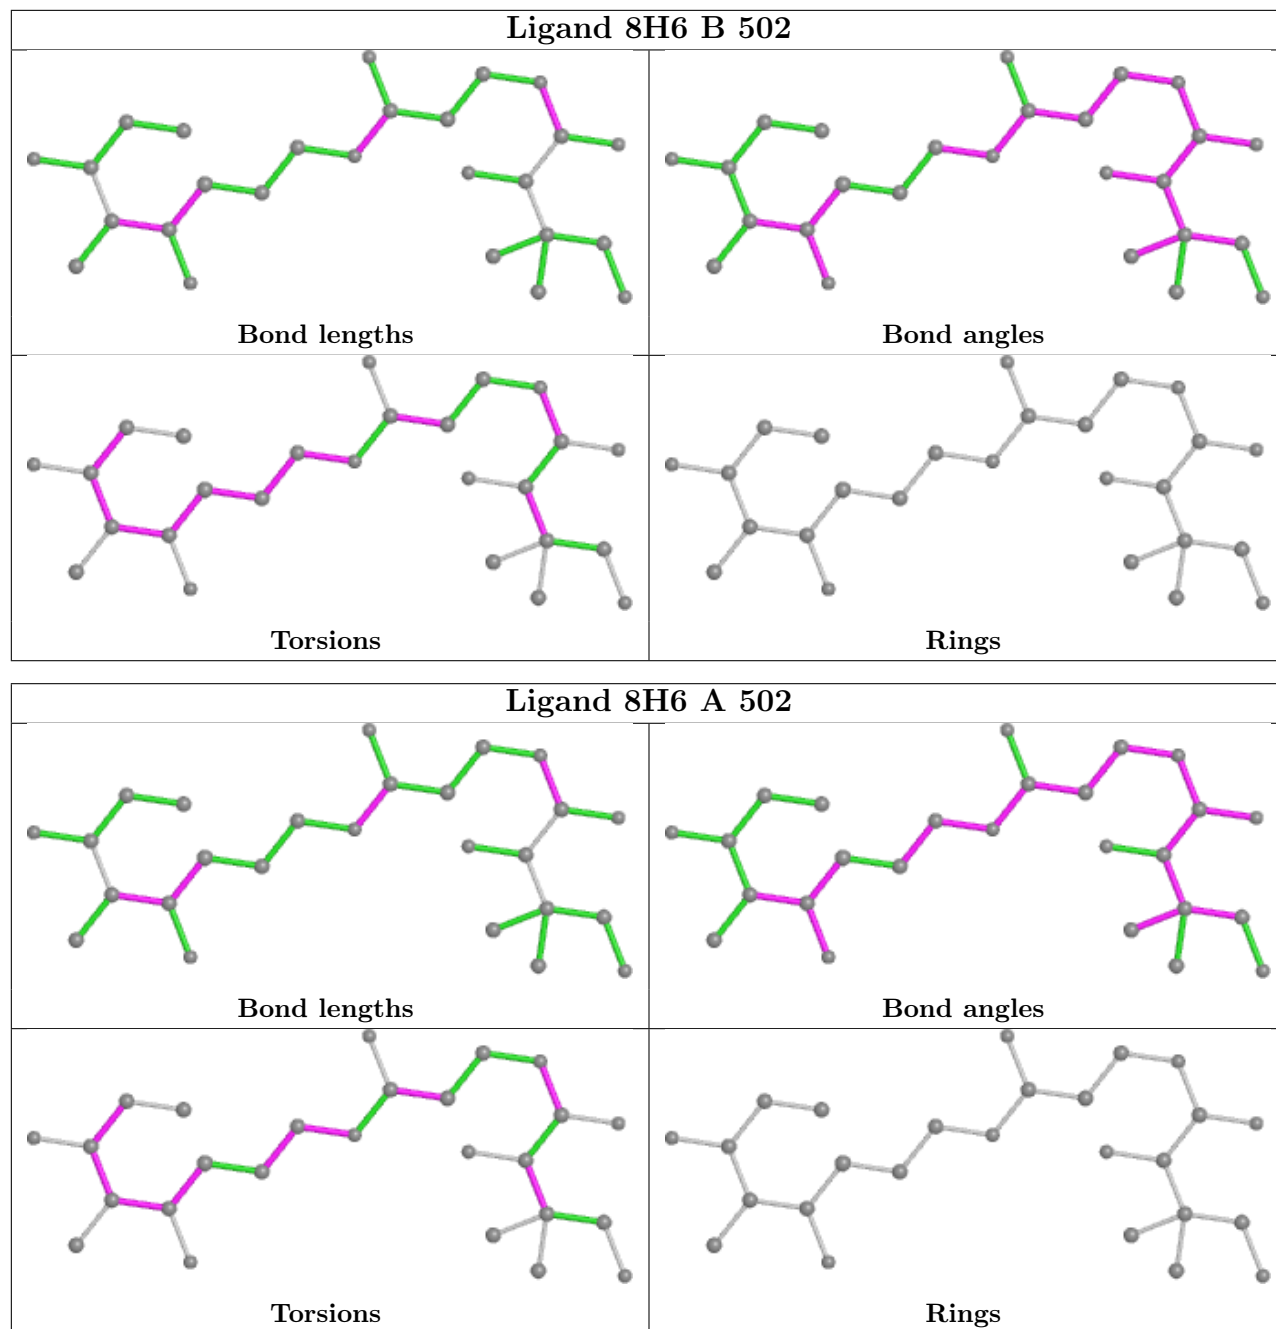 Ligand 8H6 B 502
Bond lengths
Bond angles
Torsions
Rings
Ligand 8H6 A 502
Bond lengths
Bond angles
Torsions
Rings